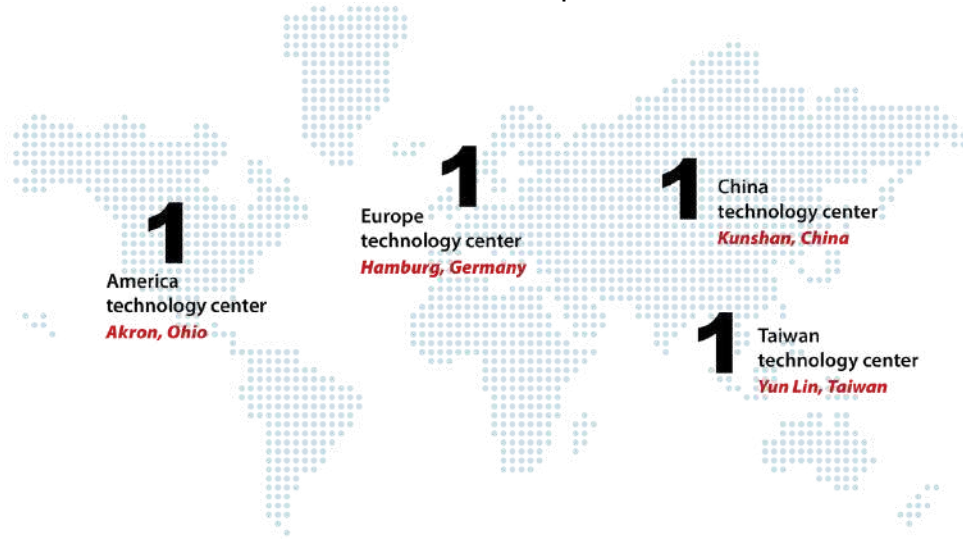 1
America
technology center
Akron, Ohio
1
Europe
technology center
Hamburg, Germany
1
China
technology center
Kunshan, China
1
Taiwan
technology center
Yun Lin, Taiwan